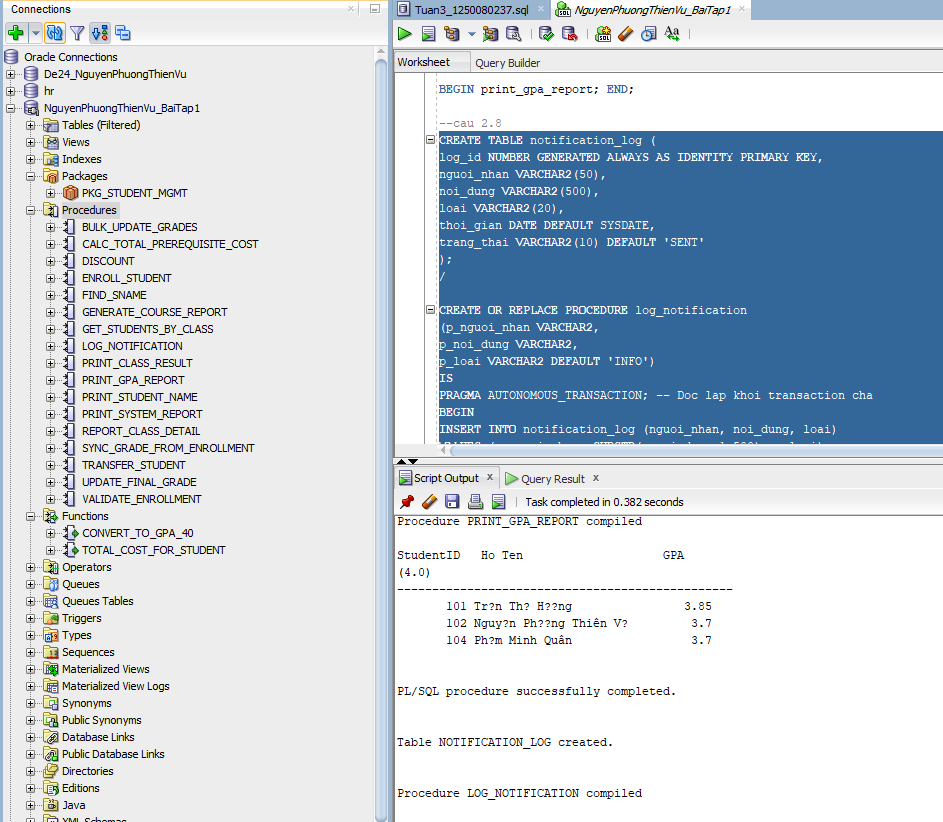 Connections
Oracle Connections
De24_NguyenPhuongThienVu
hr
NguyenPhuongThienVu_BaiTap1
Tables (Filtered)
Views
Indexes
Packages
PKG_STUDENT_MGMT
Procedures
BULK_UPDATE_GRADES
CALC_TOTAL_PREREQUISITE_COST
DISCOUNT
ENROLL_STUDENT
FIND_SNAME
GENERATE_COURSE_REPORT
GET_STUDENTS_BY_CLASS
LOG_NOTIFICATION
PRINT_CLASS_RESULT
PRINT_GPA_REPORT
PRINT_STUDENT_NAME
PRINT_SYSTEM_REPORT
REPORT_CLASS_DETAIL
SYNC_GRADE_FROM_ENROLLMENT
TRANSFER_STUDENT
UPDATE_FINAL_GRADE
VALIDATE_ENROLLMENT
Functions
CONVERT_TO_GPA_40
TOTAL_COST_FOR_STUDENT
Operators
Queues
Queues Tables
Triggers
Types
Sequences
Materialized Views
Materialized View Logs
Synonyms
Public Synonyms
Database Links
Public Database Links
Directories
Editions
Java
XML Schemas
Tuan3_1250080237.sql
NguyenPhuongThienVu_BaiTap1
Worksheet Query Builder
BEGIN print_gpa_report; END;
--cau 2.8
CREATE TABLE notification_log (
log_id NUMBER GENERATED ALWAYS AS IDENTITY PRIMARY KEY,
nguoi_nhan VARCHAR2(50),
noi_dung VARCHAR2(500),
loai VARCHAR2(20),
thoi_gian DATE DEFAULT SYSDATE,
trang_thai VARCHAR2(10) DEFAULT 'SENT'
);
/
CREATE OR REPLACE PROCEDURE log_notification
(p_nguoi_nhan VARCHAR2,
p_noi_dung VARCHAR2,
p_loai VARCHAR2 DEFAULT 'INFO')
IS
PRAGMA AUTONOMOUS_TRANSACTION; -- Doc lap khoi transaction cha
BEGIN
INSERT INTO notification_log (nguoi_nhan, noi_dung, loai)
Script Output Query Result
Task completed in 0.382 seconds
Procedure PRINT_GPA_REPORT compiled
StudentID Ho Ten GPA
(4.0)
------------------------------------------------
101 Tr?n Th? H??ng 3.85
102 Nguy?n Ph??ng Thiên V? 3.7
104 Ph?m Minh Quân 3.7
PL/SQL procedure successfully completed.
Table NOTIFICATION_LOG created.
Procedure LOG_NOTIFICATION compiled